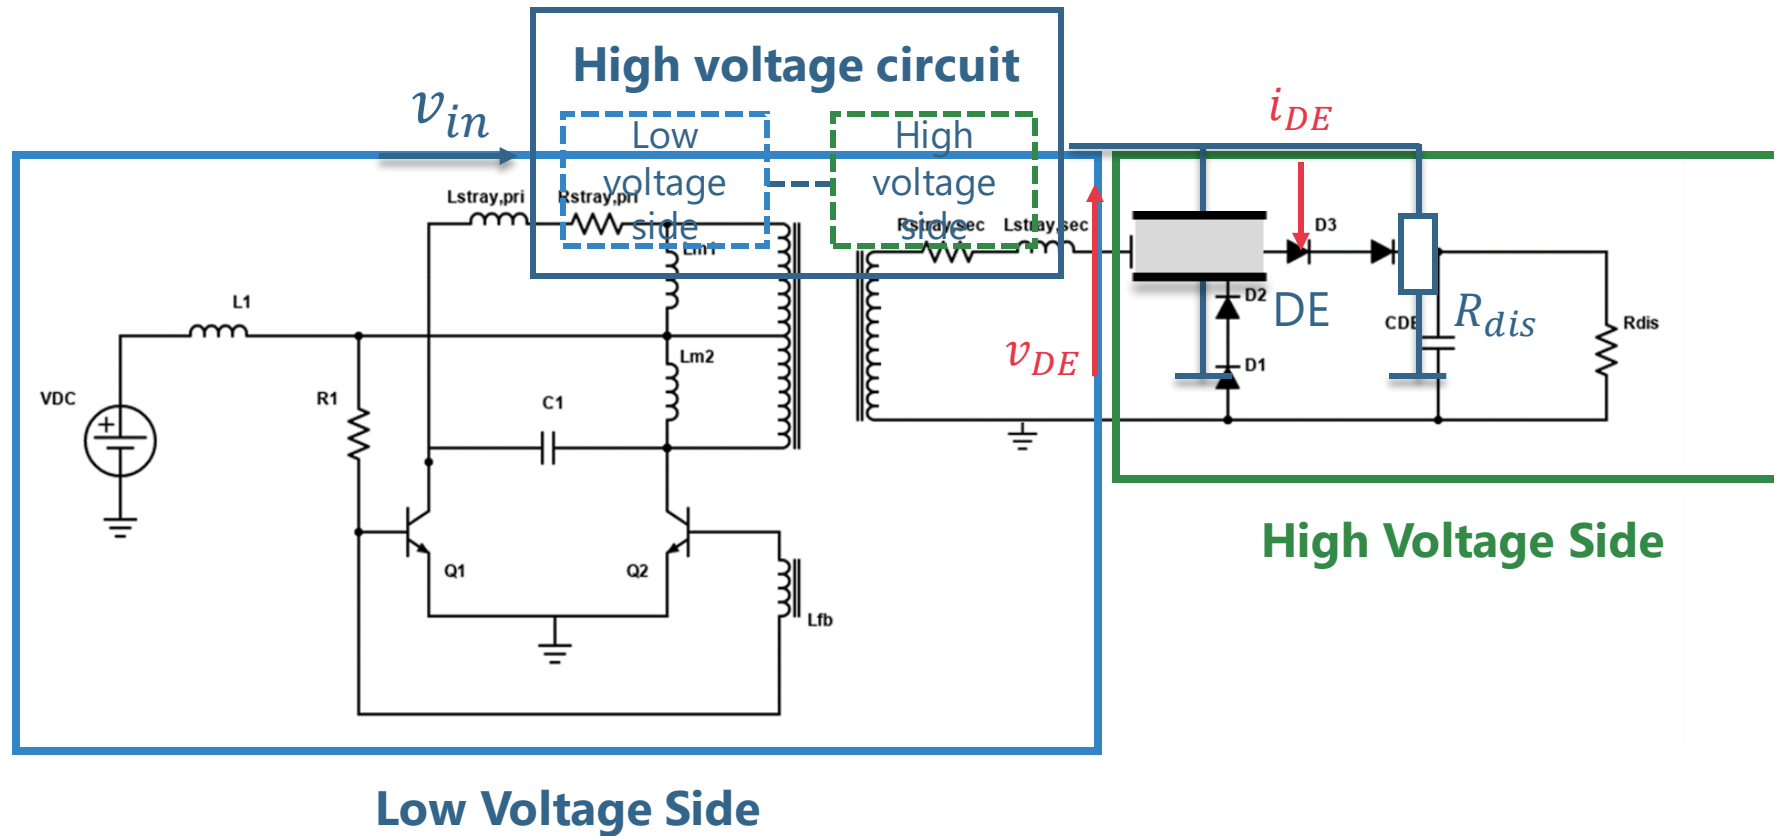 High voltage circuit
v_in
i_DE
Low
voltage
side
High
voltage
side
Lstray,pri
Rstray,pri
Rstray,sec
Lstray,sec
D3
Lm1
L1
D2
DE
R_dis
CDE
Rdis
v_DE
Lm2
D1
VDC
R1
C1
Q1
Q2
Lfb
High Voltage Side
Low Voltage Side